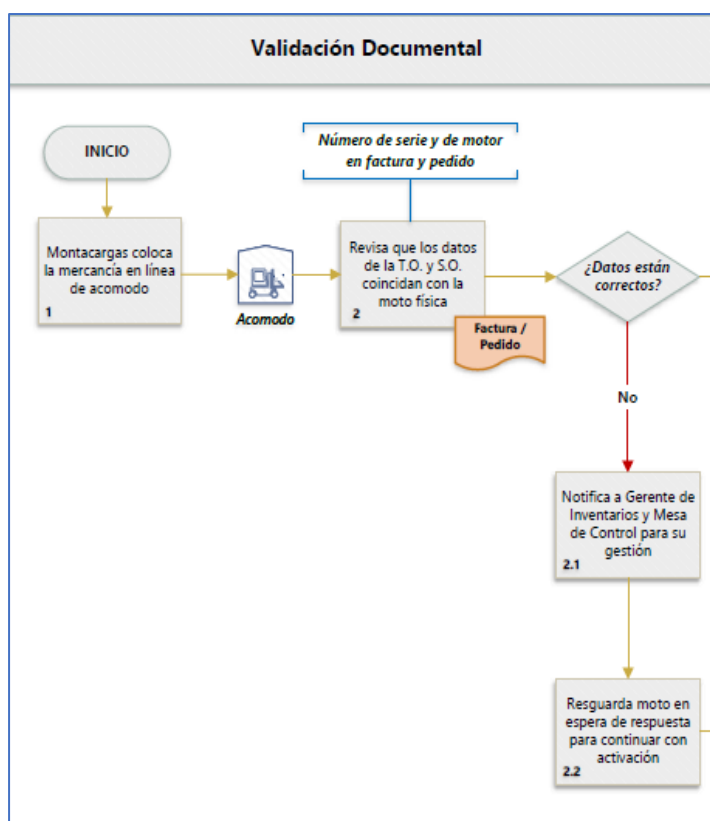 Validación Documental
INICIO
Número de serie y de motor
en factura y pedido
Montacargas coloca
la mercancía en línea
de acomodo
1
Acomodo
Revisa que los datos
de la T.O. y S.O.
coincidan con la
moto física
2
Factura /
Pedido
¿Datos están
correctos?
No
Notifica a Gerente de
Inventarios y Mesa
de Control para su
gestión
2.1
Resguarda moto en
espera de respuesta
para continuar con
activación
2.2